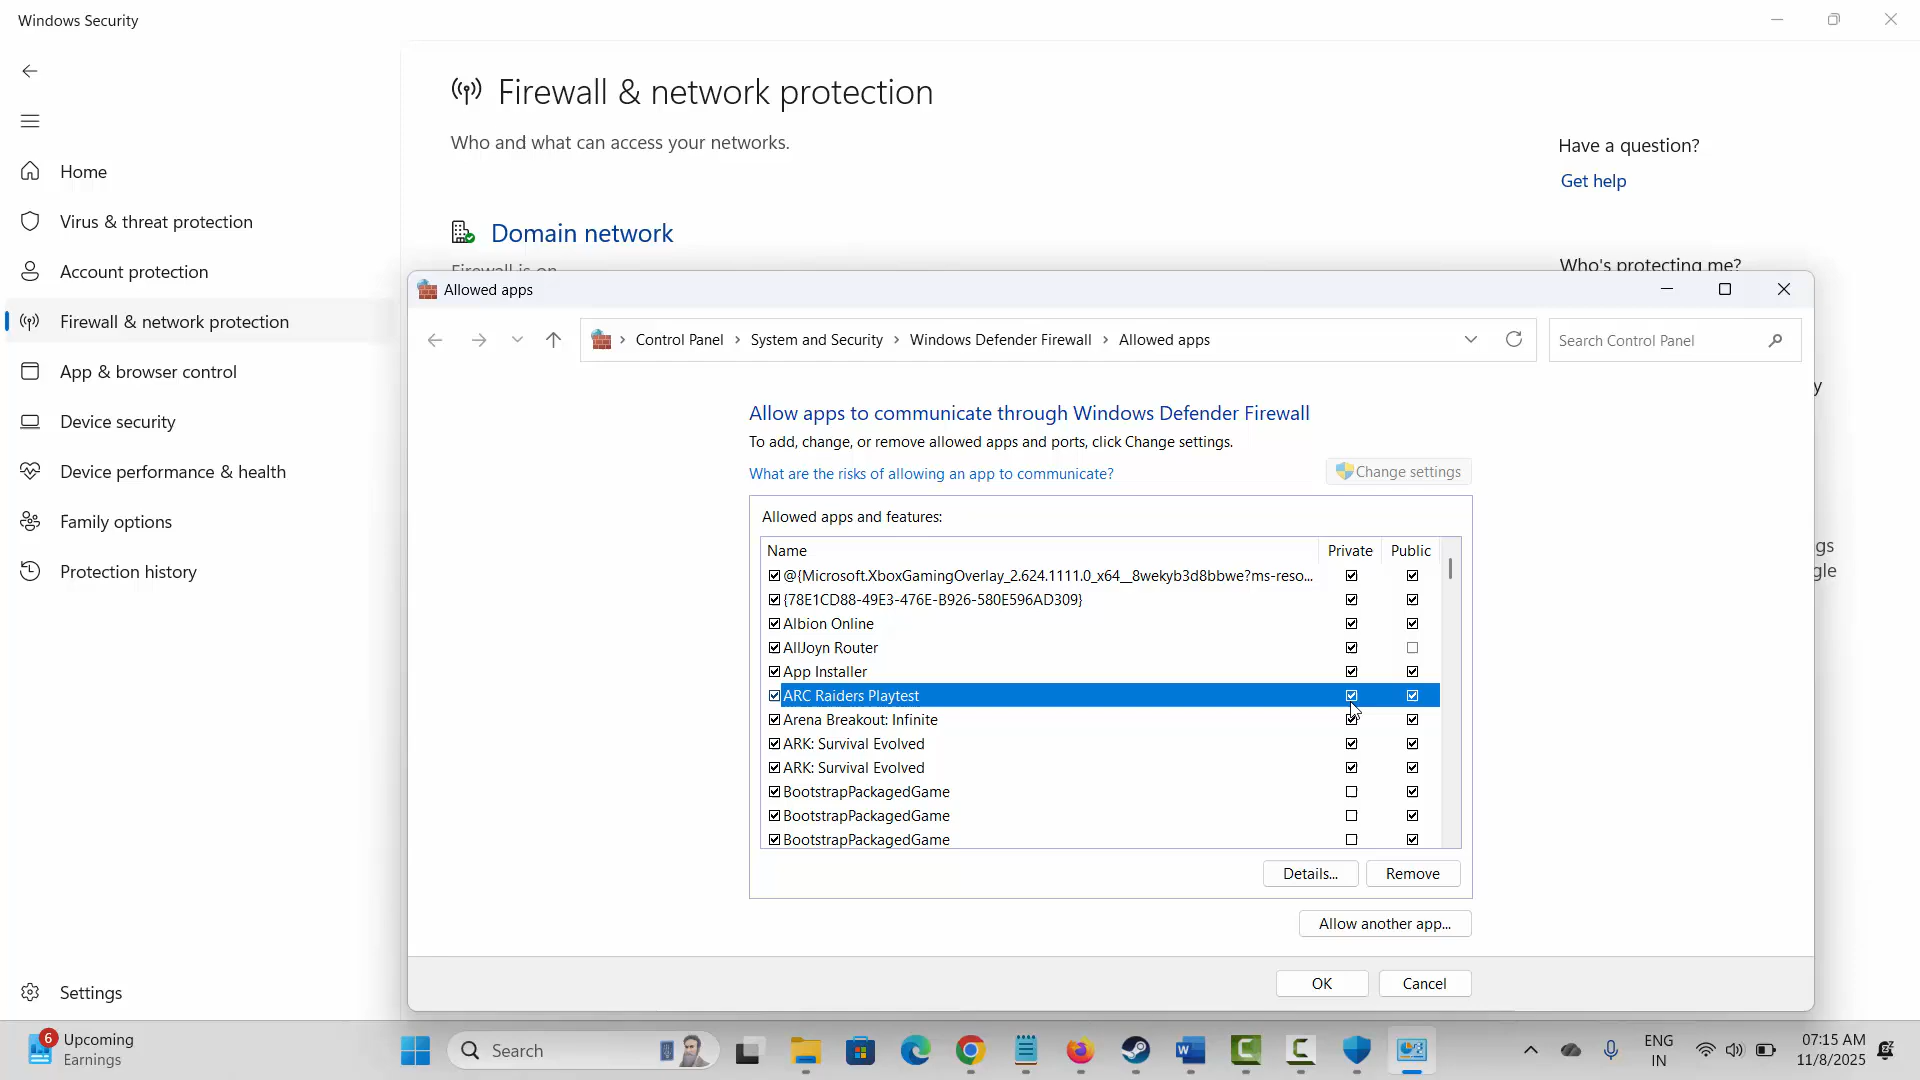 Windows Security
Firewall & network protection
Who and what can access your networks.
Have a question?
Get help
Home
Virus & threat protection
Account protection
Firewall & network protection
App & browser control
Device security
Device performance & health
Family options
Protection history
Settings
Domain network
Firewall is on
Who's protecting me?
Allowed apps
Control Panel
System and Security
Windows Defender Firewall
Allowed apps
Search Control Panel
Allow apps to communicate through Windows Defender Firewall
To add, change, or remove allowed apps and ports, click Change settings.
What are the risks of allowing an app to communicate?
Change settings
Allowed apps and features:
Name Private Public
@{Microsoft.XboxGamingOverlay_2.624.1111.0_x64__8wekyb3d8bbwe?ms-reso...
{78E1CD88-49E3-476E-B926-580E596AD309}
Albion Online
AllJoyn Router
App Installer
ARC Raiders Playtest
Arena Breakout: Infinite
ARK: Survival Evolved
ARK: Survival Evolved
BootstrapPackagedGame
BootstrapPackagedGame
BootstrapPackagedGame
Details... Remove
Allow another app...
OK Cancel
y
gs
gle
6
Upcoming
Earnings
Search
ENG
IN
07:15 AM
11/8/2025